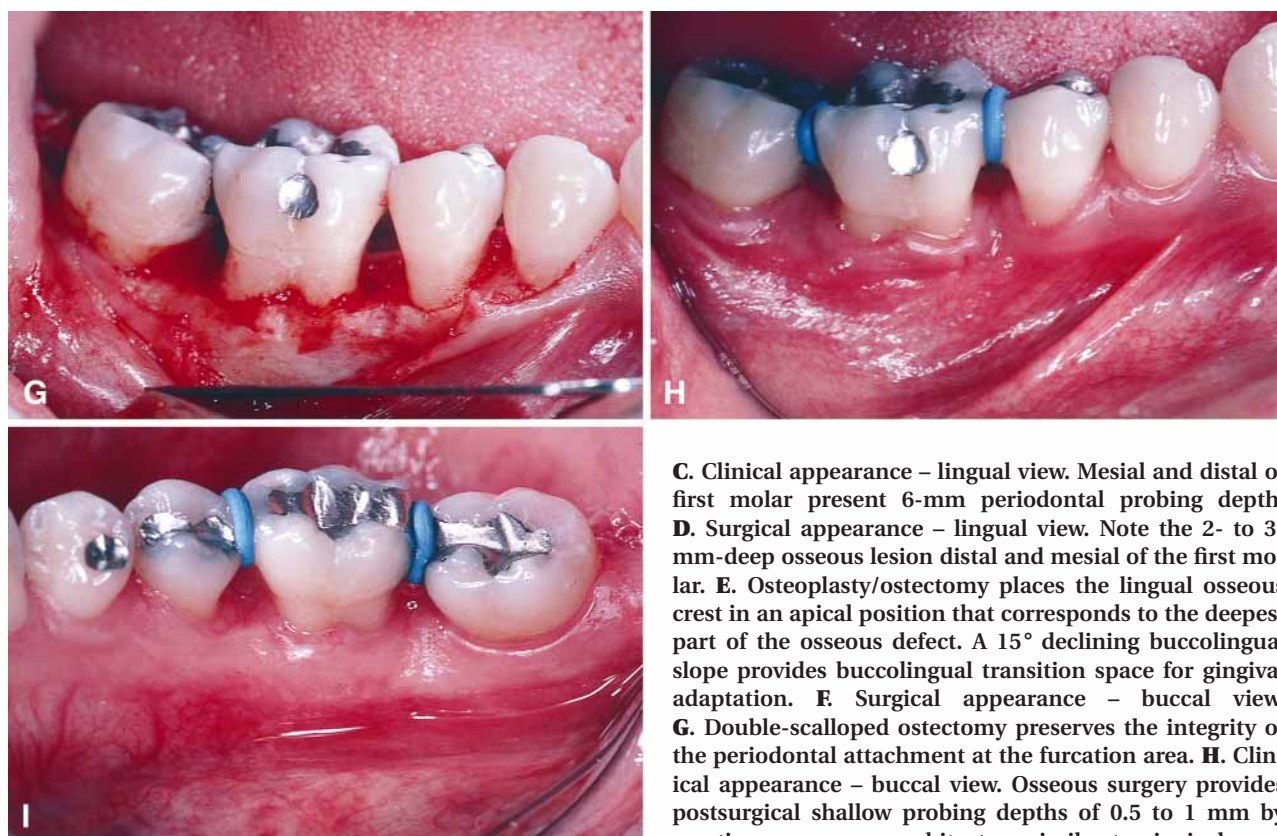 G
H
I
C. Clinical appearance – lingual view. Mesial and distal o
first molar present 6-mm periodontal probing depth
D. Surgical appearance – lingual view. Note the 2- to 3
mm-deep osseous lesion distal and mesial of the first mo
lar. E. Osteoplasty/ostectomy places the lingual osseou
crest in an apical position that corresponds to the deepes
part of the osseous defect. A 15° declining buccolingua
slope provides buccolingual transition space for gingiva
adaptation. F. Surgical appearance – buccal view
G. Double-scalloped ostectomy preserves the integrity o
the periodontal attachment at the furcation area. H. Clin
ical appearance – buccal view. Osseous surgery provide
postsurgical shallow probing depths of 0.5 to 1 mm by